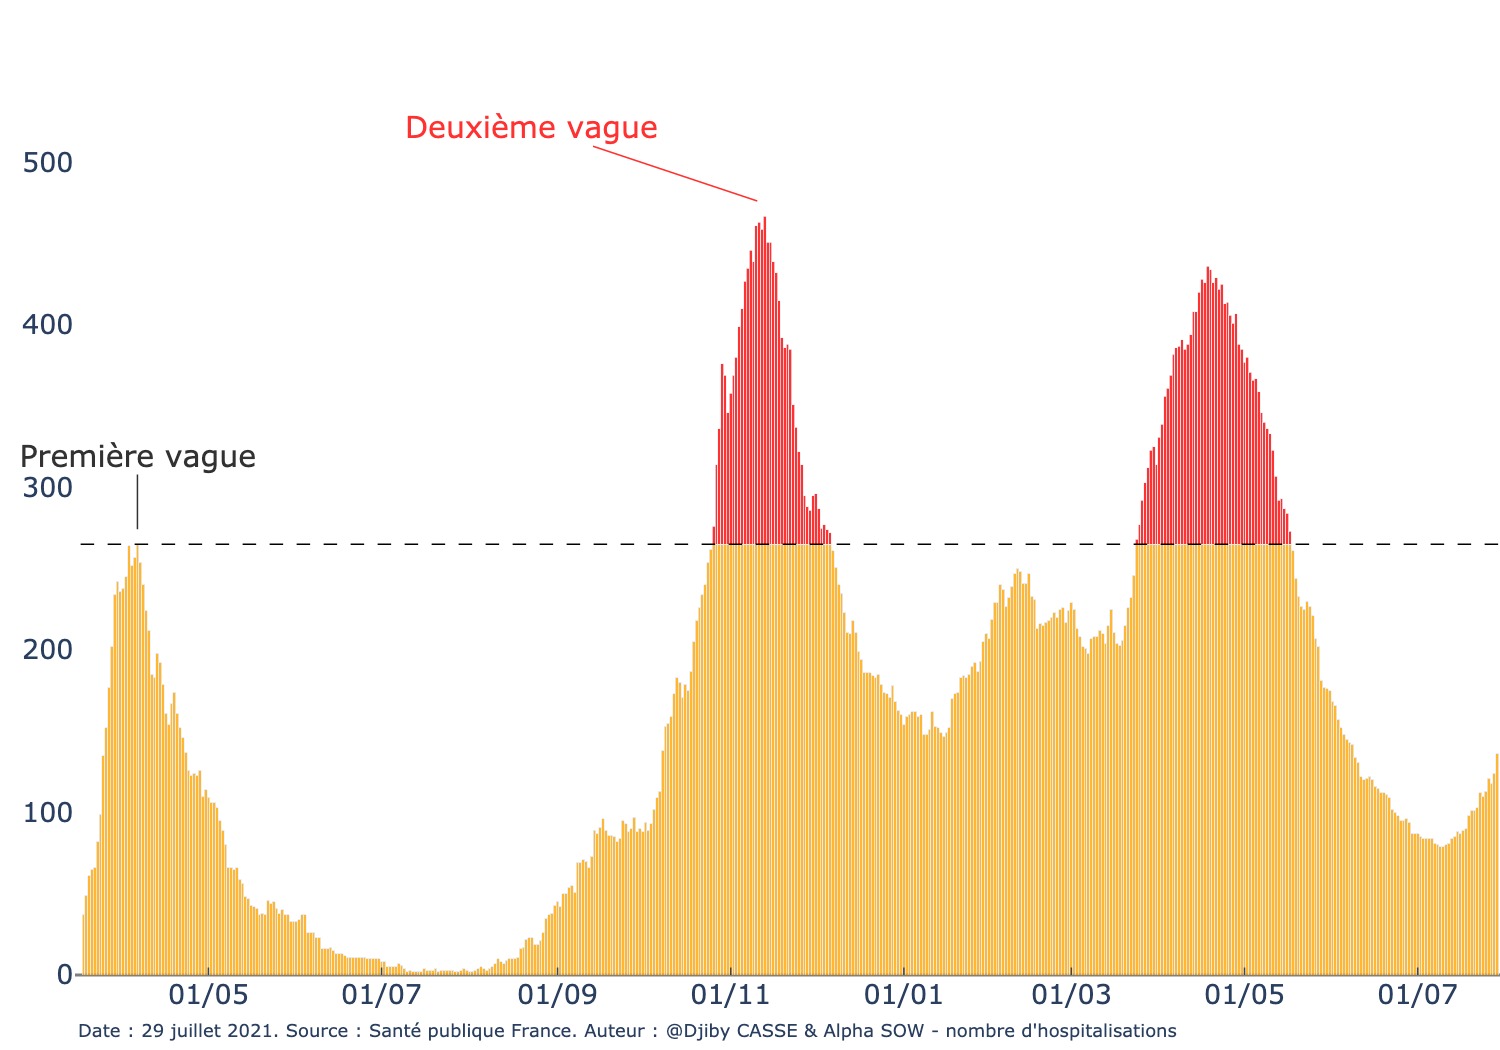 Deuxième vague
500
400
Première vague
300
200
100
0
01/05 01/07 01/09 01/11 01/01 01/03 01/05 01/07
Date : 29 juillet 2021. Source : Santé publique France. Auteur : @Djiby CASSE & Alpha SOW - nombre d'hospitalisations